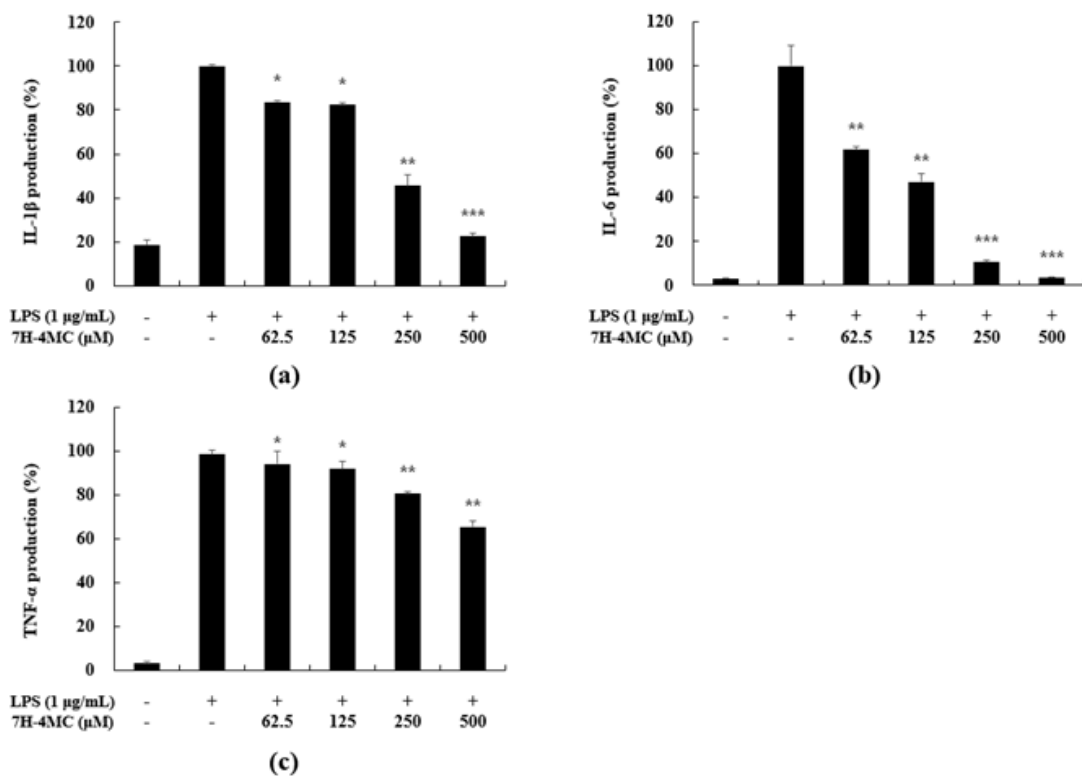 120
100
80
60
40
20
0
IL-1β production (%)
* * ** ***
LPS (1 μg/mL) - + + + + +
7H-4MC (μM) - - 62.5 125 250 500
(a)
120
100
80
60
40
20
0
IL-6 production (%)
** ** *** ***
LPS (1 μg/mL) - + + + + +
7H-4MC (μM) - - 62.5 125 250 500
(b)
120
100
80
60
40
20
0
TNF-α production (%)
* * ** **
LPS (1 μg/mL) - + + + + +
7H-4MC (μM) - - 62.5 125 250 500
(c)